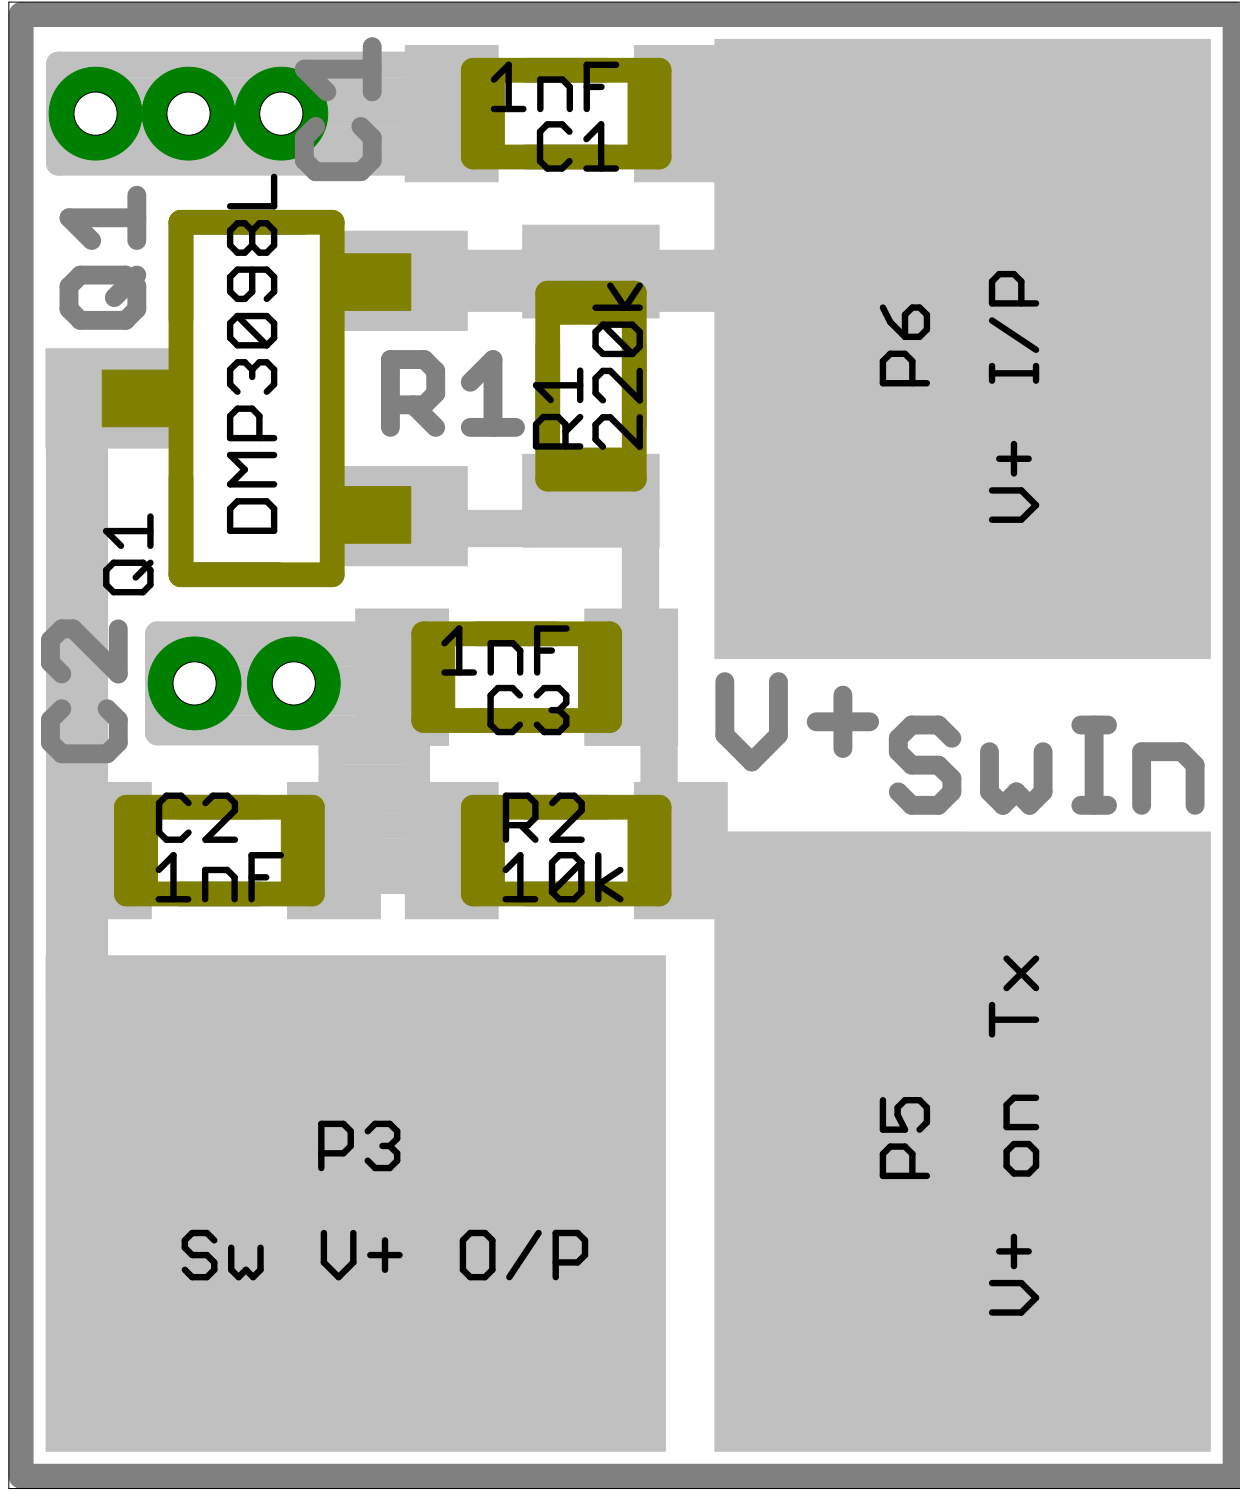 C1
1nF
C1
Q1
DMP3098L
R1
R1
220k
P6
V+ I/P
Q1
C2
1nF
C3
V+SwIn
C2
1nF
R2
10k
P3
Sw V+ O/P
P5
V+ on Tx